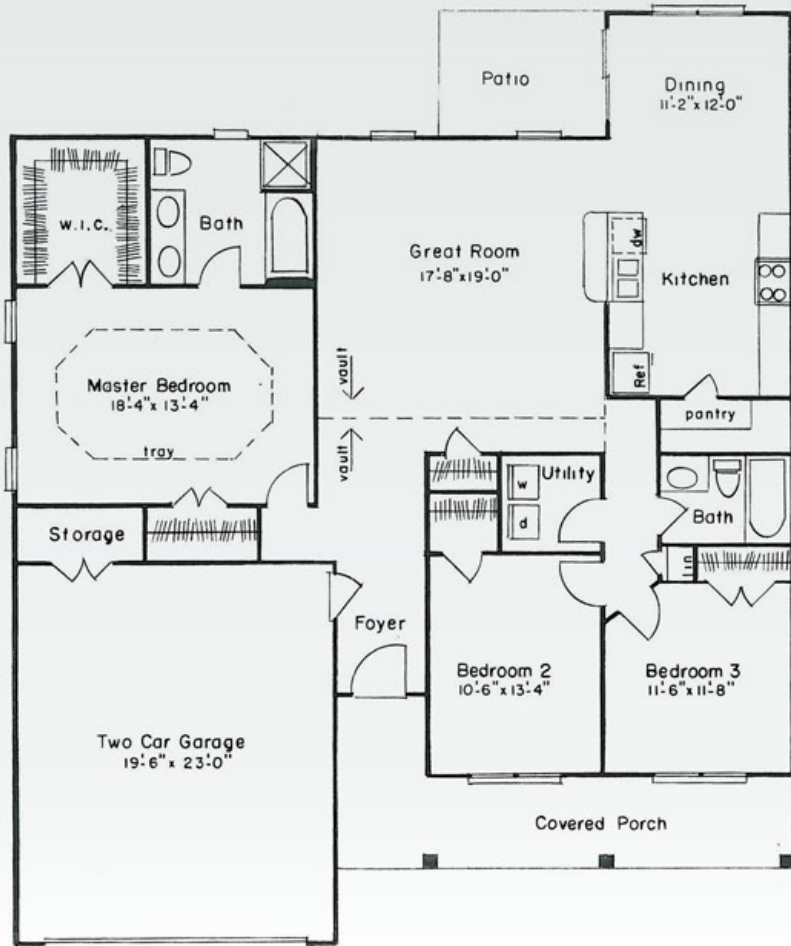 Patio
Dining
11'-2" x 12'-0"
W.I.C.
Bath
Great Room
17'-8" x 19'-0"
dw
Kitchen
Ref
pantry
Master Bedroom
18'-4" x 13'-4"
tray
vault
vault
w
d
Utility
Bath
Lin
Storage
Foyer
Bedroom 2
10'-6" x 13'-4"
Bedroom 3
11'-6" x 11'-8"
Two Car Garage
19'-6" x 23'-0"
Covered Porch